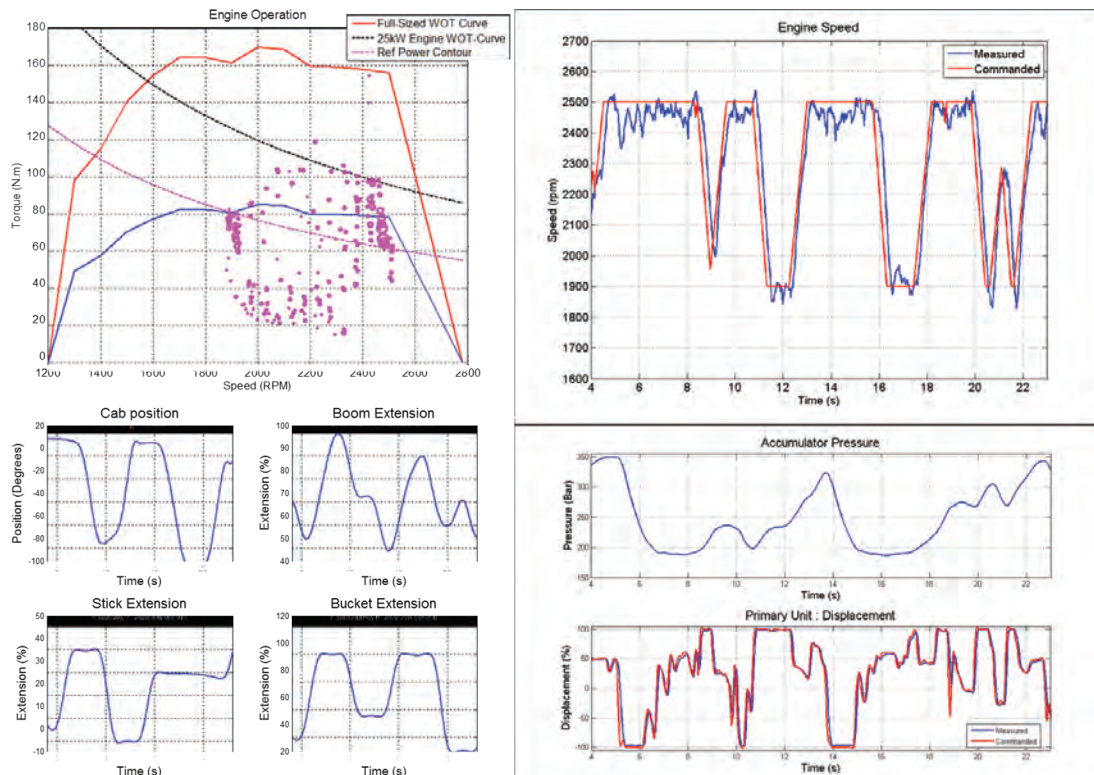 Engine Operation
Full-Sized WOT Curve
25kW Engine WOT-Curve
Ref Power Contour
Torque (N.m)
180
160
140
120
100
80
60
40
20
0
1200 1400 1600 1800 2000 2200 2400 2600 2800
Speed (RPM)
Engine Speed
Measured
Commanded
Speed (rpm)
2700
2600
2500
2400
2300
2200
2100
2000
1900
1800
1700
1600
4 6 8 10 12 14 16 18 20 22
Time (s)
Cab position
Position (Degrees)
20
0
-20
-40
-60
-80
-100
Time (s)
Boom Extension
Extension (%)
100
90
80
70
60
50
40
Time (s)
Stick Extension
Extension (%)
50
40
30
20
10
0
-10
Time (s)
Bucket Extension
Extension (%)
120
100
80
60
40
20
Time (s)
Accumulator Pressure
Pressure (Bar)
350
300
250
200
150
4 6 8 10 12 14 16 18 20 22
Time (s)
Primary Unit : Displacement
Displacement (%)
100
50
0
-50
-100
Measured
Commanded
4 6 8 10 12 14 16 18 20 22
Time (s)